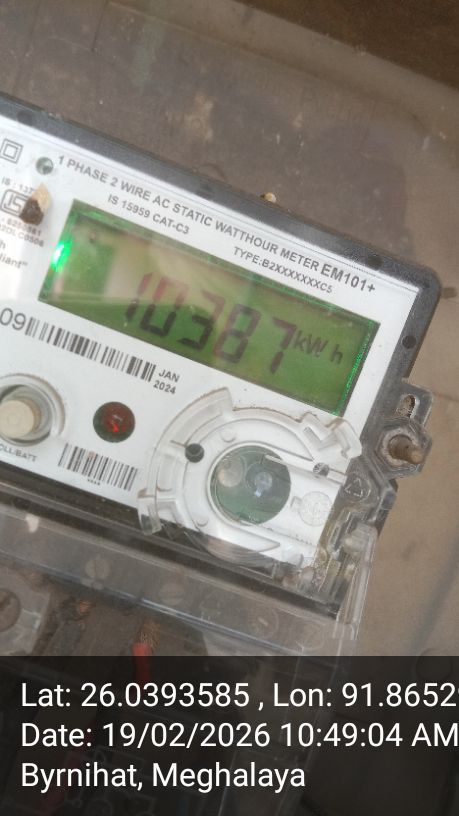 1 PHASE 2 WIRE AC STATIC WATTHOUR METER EM101+
IS 15959 CAT-C3
TYPE:B2XXXXXXXC5
10387 kWh
09
JAN
2024
Lat: 26.0393585 , Lon: 91.8652
Date: 19/02/2026 10:49:04 AM
Byrnihat, Meghalaya